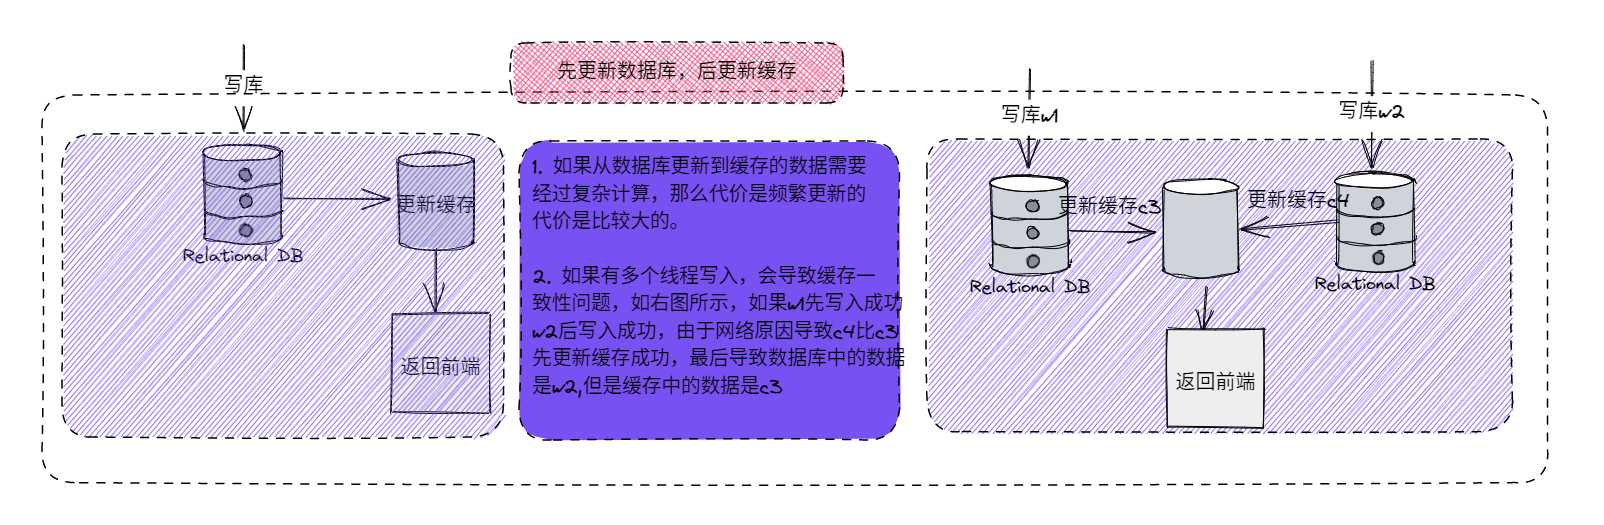 先更新数据库，后更新缓存
写库
更新缓存
Relational DB
返回前端
1. 如果从数据库更新到缓存的数据需要
经过复杂计算，那么代价是频繁更新的
代价是比较大的。
2. 如果有多个线程写入，会导致缓存一
致性问题，如右图所示，如果w1先写入成功
w2后写入成功，由于网络原因导致c4比c3
先更新缓存成功，最后导致数据库中的数据
是w2,但是缓存中的数据是c3
写库w1
写库w2
更新缓存c3
更新缓存c4
Relational DB
Relational DB
返回前端